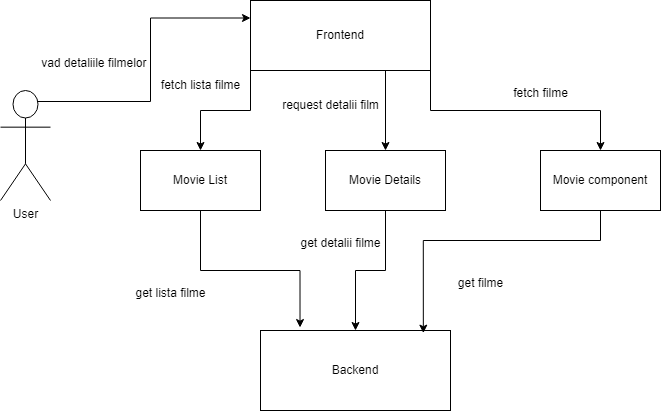 Frontend
vad detaliile filmelor
fetch lista filme
fetch filme
request detalii film
Movie List
Movie Details
Movie component
User
get detalii filme
get lista filme
get filme
Backend